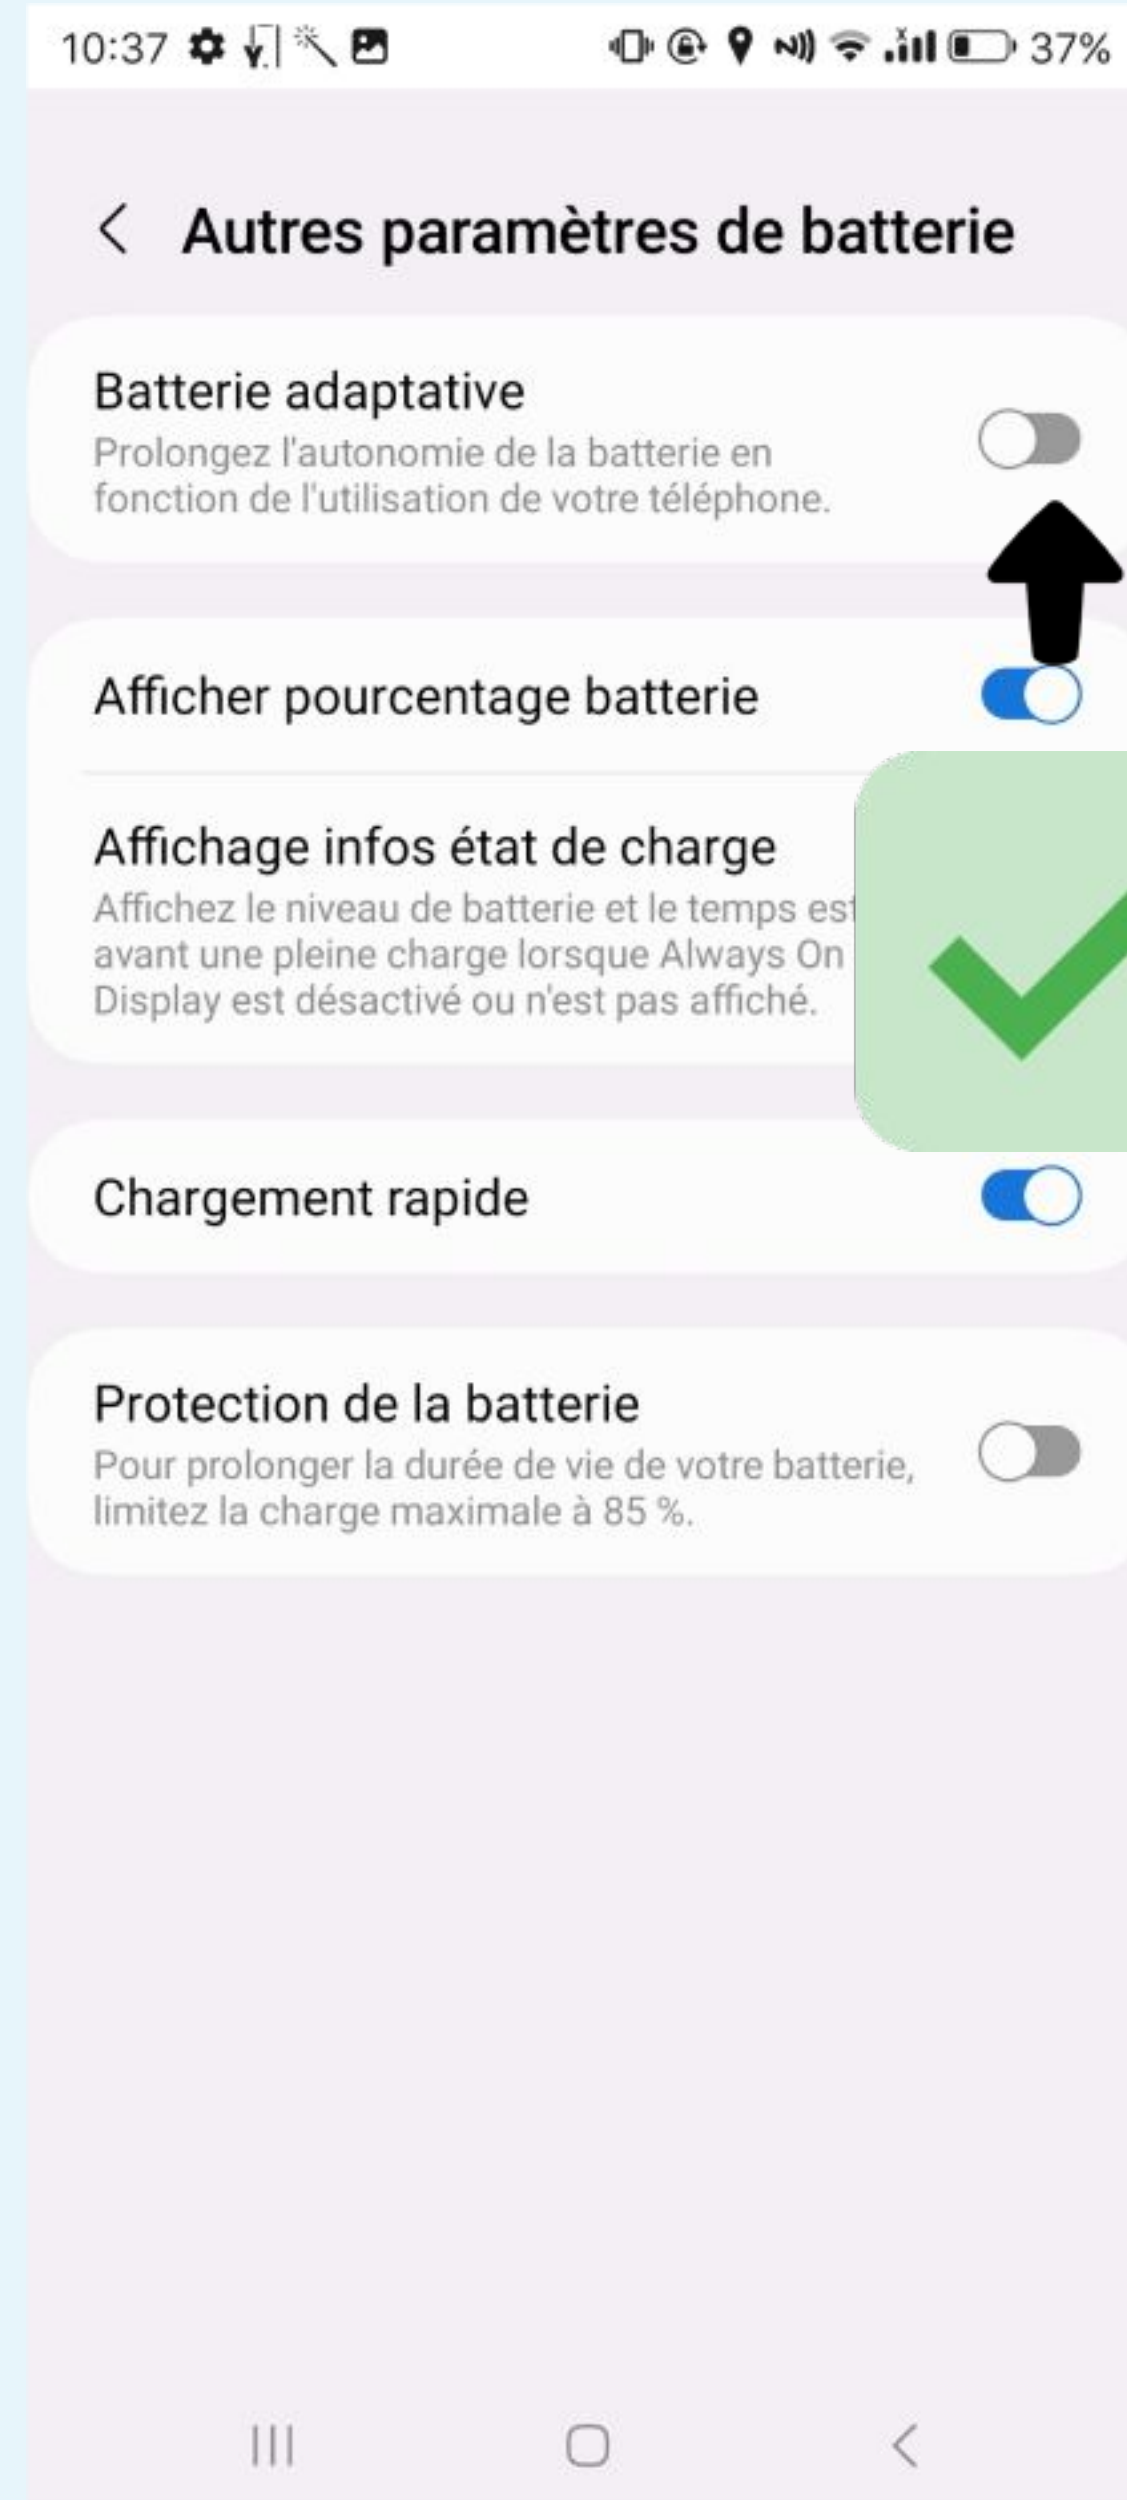 10:37 37%
Autres paramètres de batterie
Batterie adaptative
Prolongez l'autonomie de la batterie en
fonction de l'utilisation de votre téléphone.
Afficher pourcentage batterie
Affichage infos état de charge
Affichez le niveau de batterie et le temps
avant une pleine charge lorsque Always On
Display est désactivé ou n'est pas affiché.
Chargement rapide
Protection de la batterie
Pour prolonger la durée de vie de votre batterie,
limitez la charge maximale à 85 %.